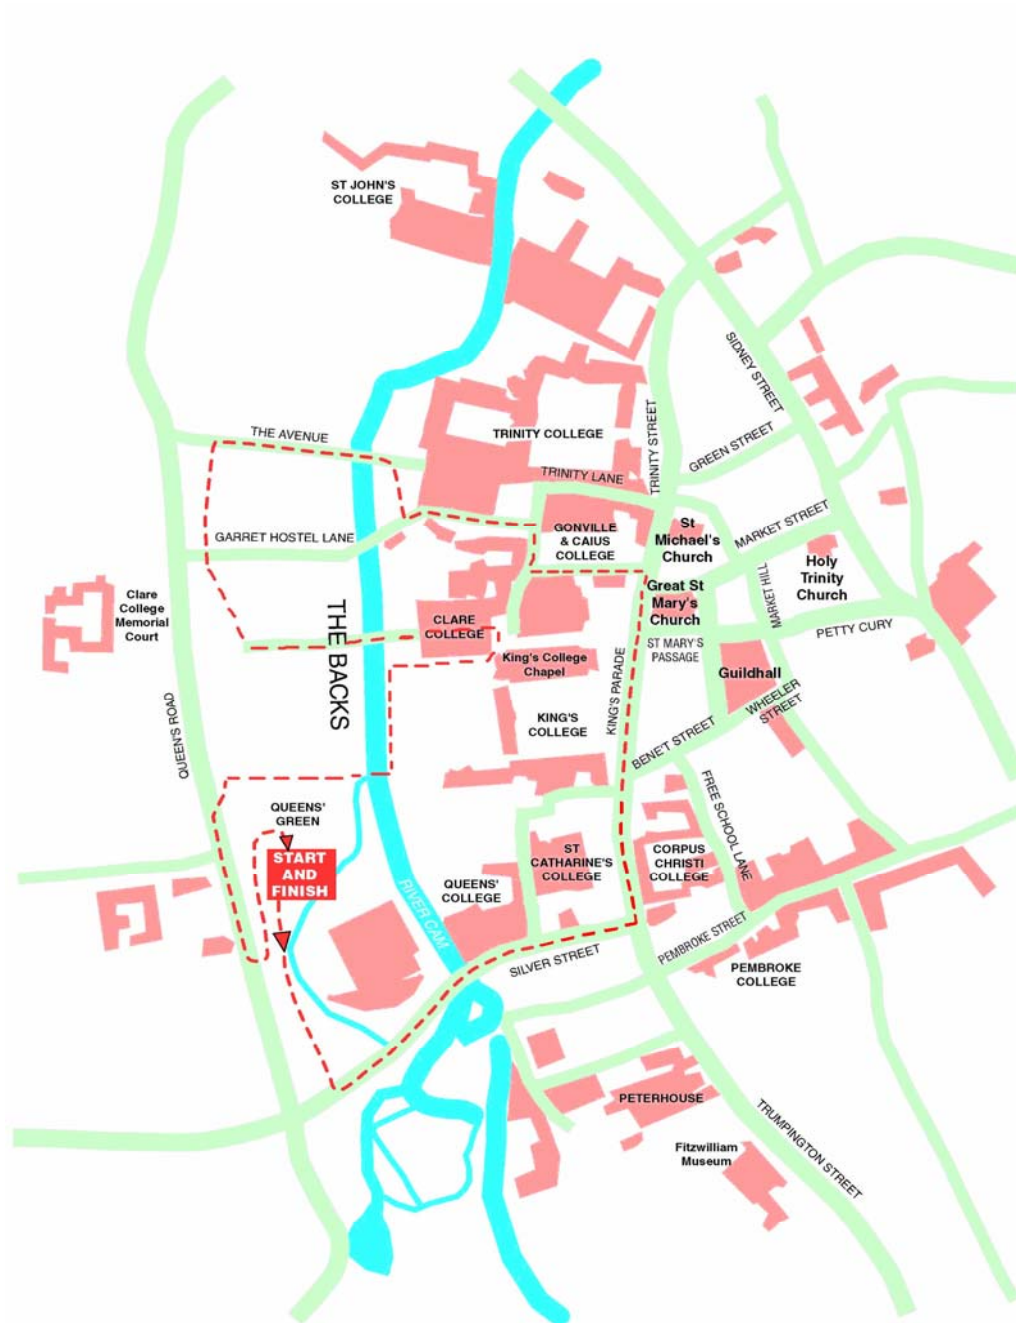 ST JOHN'S
COLLEGE
SIDNEY STREET
THE AVENUE
TRINITY COLLEGE
TRINITY STREET
GREEN STREET
TRINITY LANE
GARRET HOSTEL LANE
GONVILLE
& CAIUS
COLLEGE
St
Michael's
Church
MARKET STREET
Holy
Trinity
Church
Clare
College
Memorial
Court
THE BACKS
CLARE
COLLEGE
Great St
Mary's
Church
MARKET HILL
PETTY CURY
ST MARY'S
PASSAGE
King's College
Chapel
Guildhall
QUEEN'S ROAD
KING'S
COLLEGE
KING'S PARADE
WHEELER
STREET
BENE'T STREET
QUEENS'
GREEN
FREE SCHOOL LANE
START
AND
FINISH
ST
CATHARINE'S
COLLEGE
CORPUS
CHRISTI
COLLEGE
QUEENS'
COLLEGE
RIVER CAM
SILVER STREET
PEMBROKE STREET
PEMBROKE
COLLEGE
PETERHOUSE
Fitzwilliam
Museum
TRUMPINGTON STREET